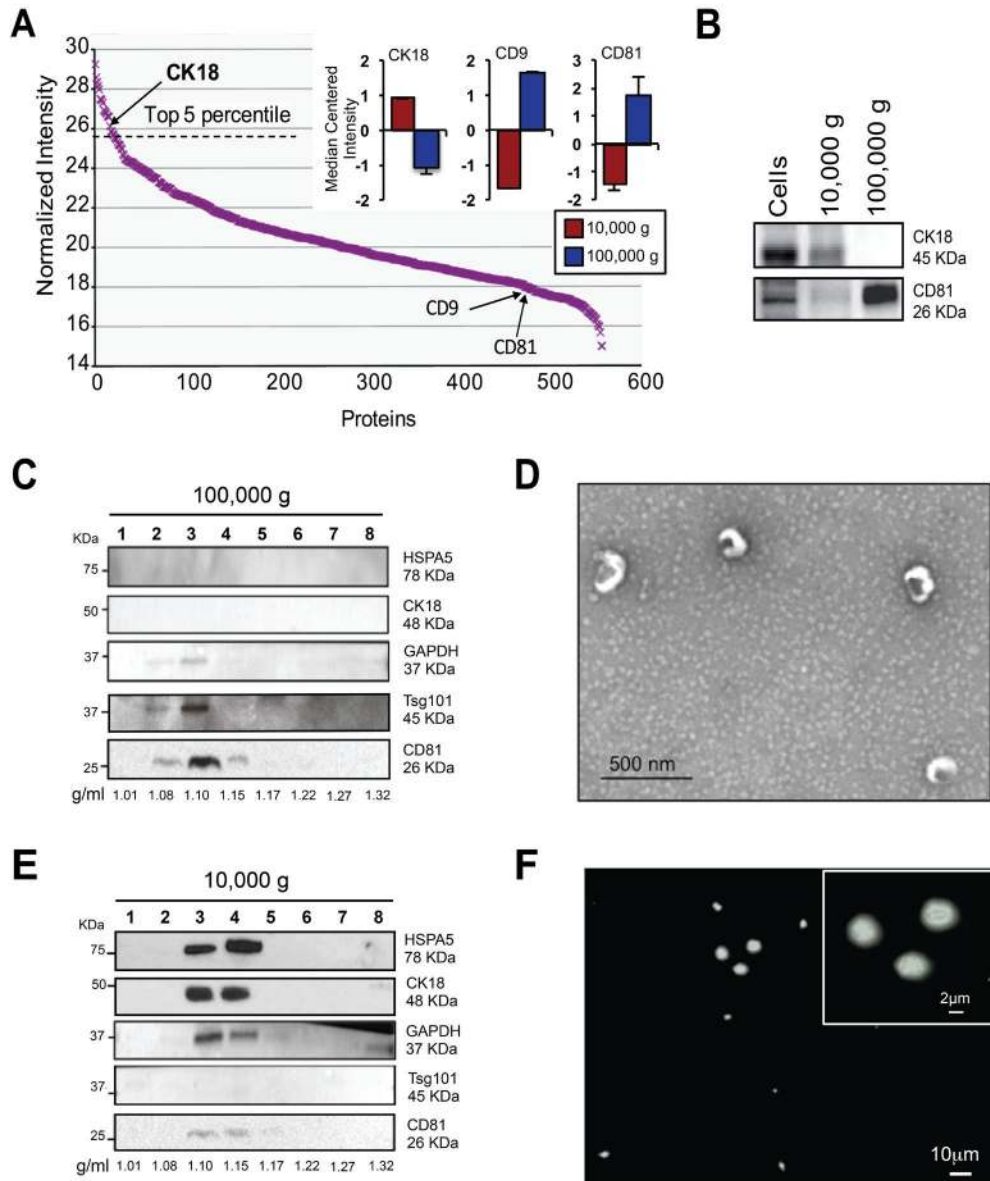 A
30
28
26
24
22
20
18
16
14
Normalized Intensity
CK18
Top 5 percentile
CD9
CD81
0 100 200 300 400 500 600
Proteins
Median Centered
Intensity
CK18
2
1
0
-1
-2
CD9
2
1
0
-1
-2
CD81
3
2
1
0
-1
-2
10,000 g
100,000 g
B
Cells
10,000 g
100,000 g
CK18
45 KDa
CD81
26 KDa
C
100,000 g
KDa 1 2 3 4 5 6 7 8
75
HSPA5
78 KDa
50
CK18
48 KDa
37
GAPDH
37 KDa
37
Tsg101
45 KDa
25
CD81
26 KDa
g/ml 1.01 1.08 1.10 1.15 1.17 1.22 1.27 1.32
D
500 nm
E
10,000 g
KDa 1 2 3 4 5 6 7 8
75
HSPA5
78 KDa
50
CK18
48 KDa
37
GAPDH
37 KDa
37
Tsg101
45 KDa
25
CD81
26 KDa
g/ml 1.01 1.08 1.10 1.15 1.17 1.22 1.27 1.32
F
2µm
10µm